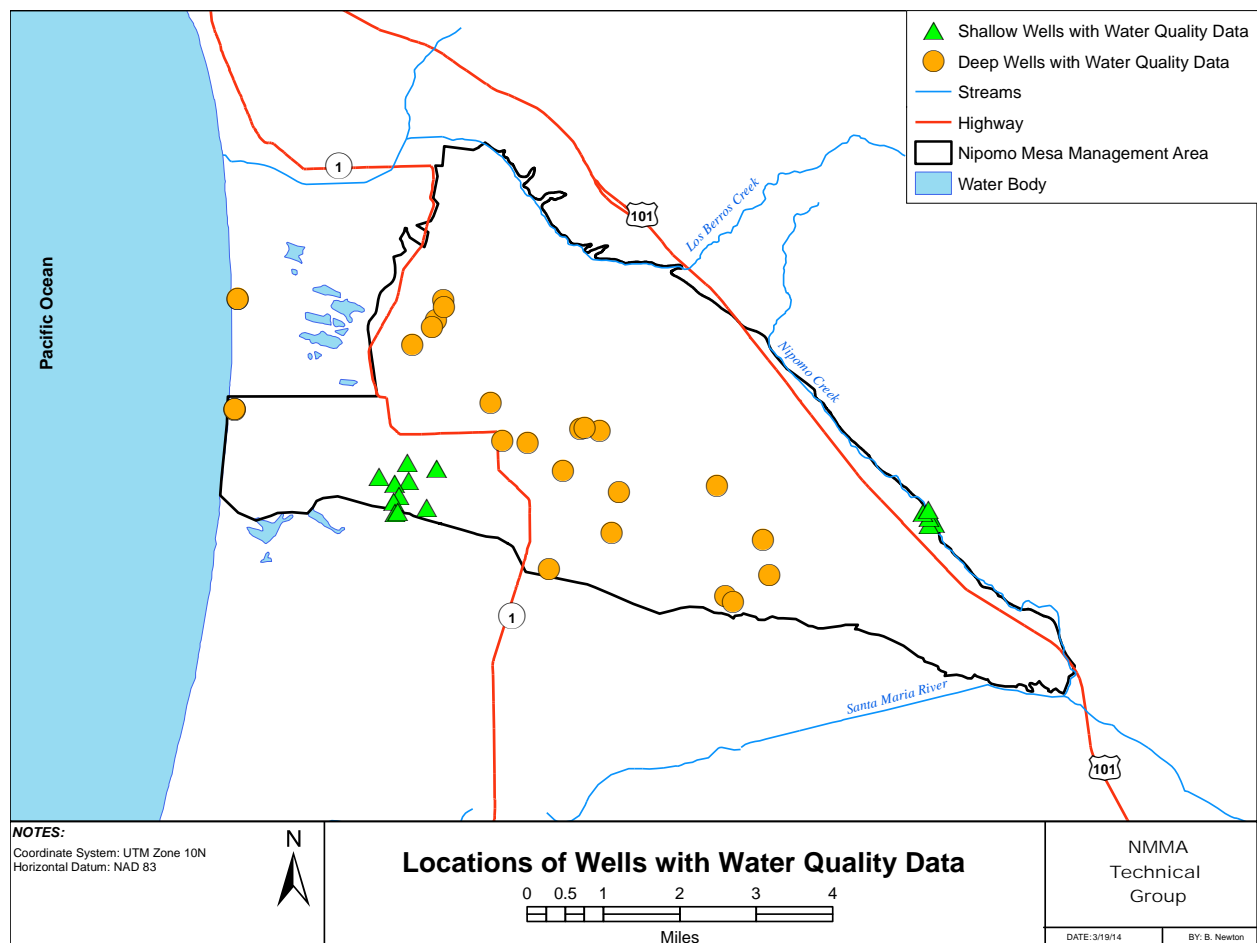 Shallow Wells with Water Quality Data
Deep Wells with Water Quality Data
Streams
Highway
Nipomo Mesa Management Area
Water Body
1
101
Los Berros Creek
Pacific Ocean
Nipomo Creek
1
Santa Maria River
101
NOTES:
Coordinate System: UTM Zone 10N
Horizontal Datum: NAD 83
N
Locations of Wells with Water Quality Data
0 0.5 1 2 3 4
Miles
NMMA
Technical
Group
DATE: 3/19/14
BY: B. Newton